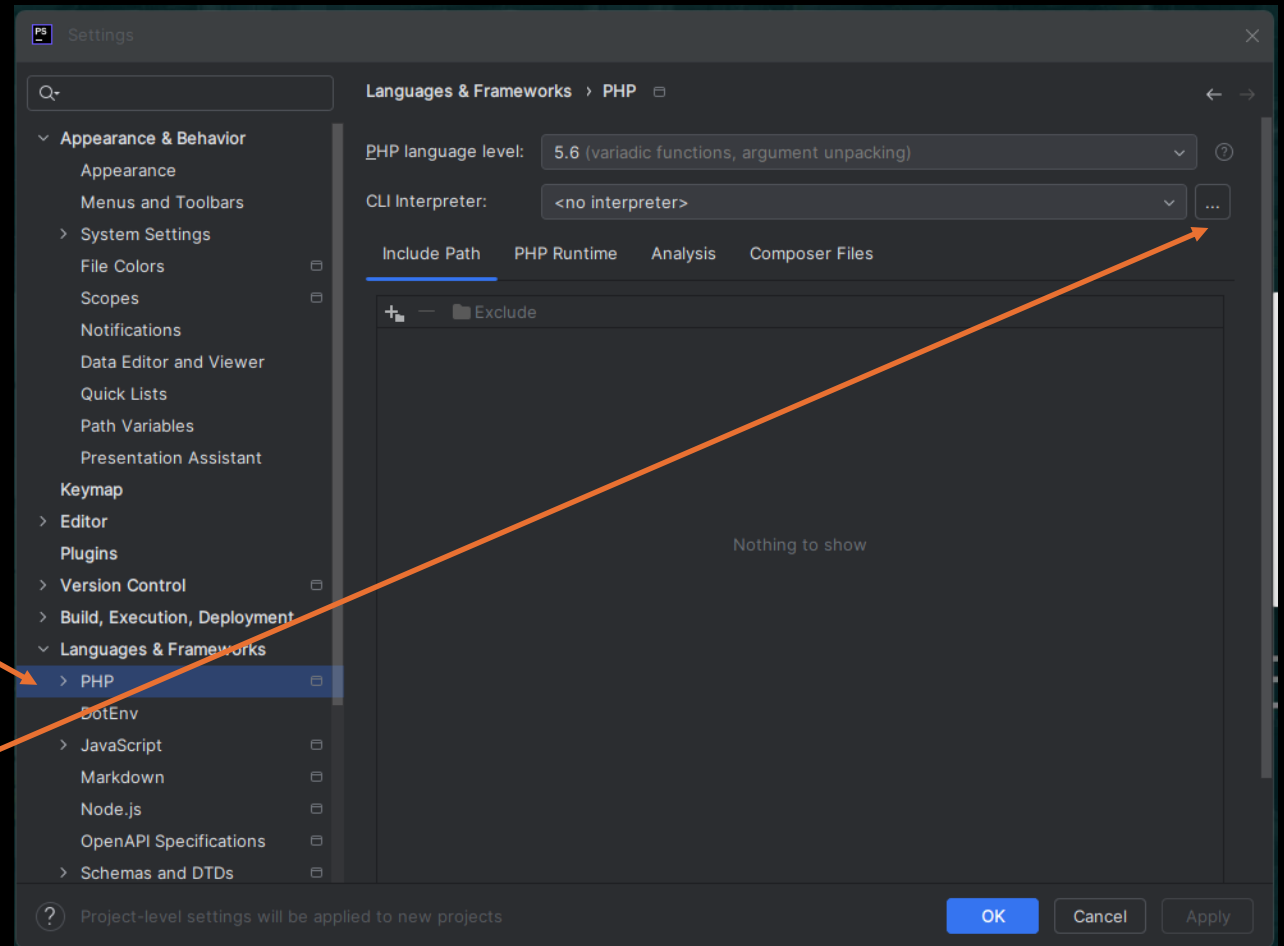 PS
Settings
Languages & Frameworks › PHP
Appearance & Behavior
Appearance
Menus and Toolbars
System Settings
File Colors
Scopes
Notifications
Data Editor and Viewer
Quick Lists
Path Variables
Presentation Assistant
Keymap
Editor
Plugins
Version Control
Build, Execution, Deployment
Languages & Frameworks
PHP
DotEnv
JavaScript
Markdown
Node.js
OpenAPI Specifications
Schemas and DTDs
PHP language level: 5.6 (variadic functions, argument unpacking) ?
CLI Interpreter: <no interpreter> ...
Include Path PHP Runtime Analysis Composer Files
Exclude
Nothing to show
? Project-level settings will be applied to new projects
OK Cancel Apply